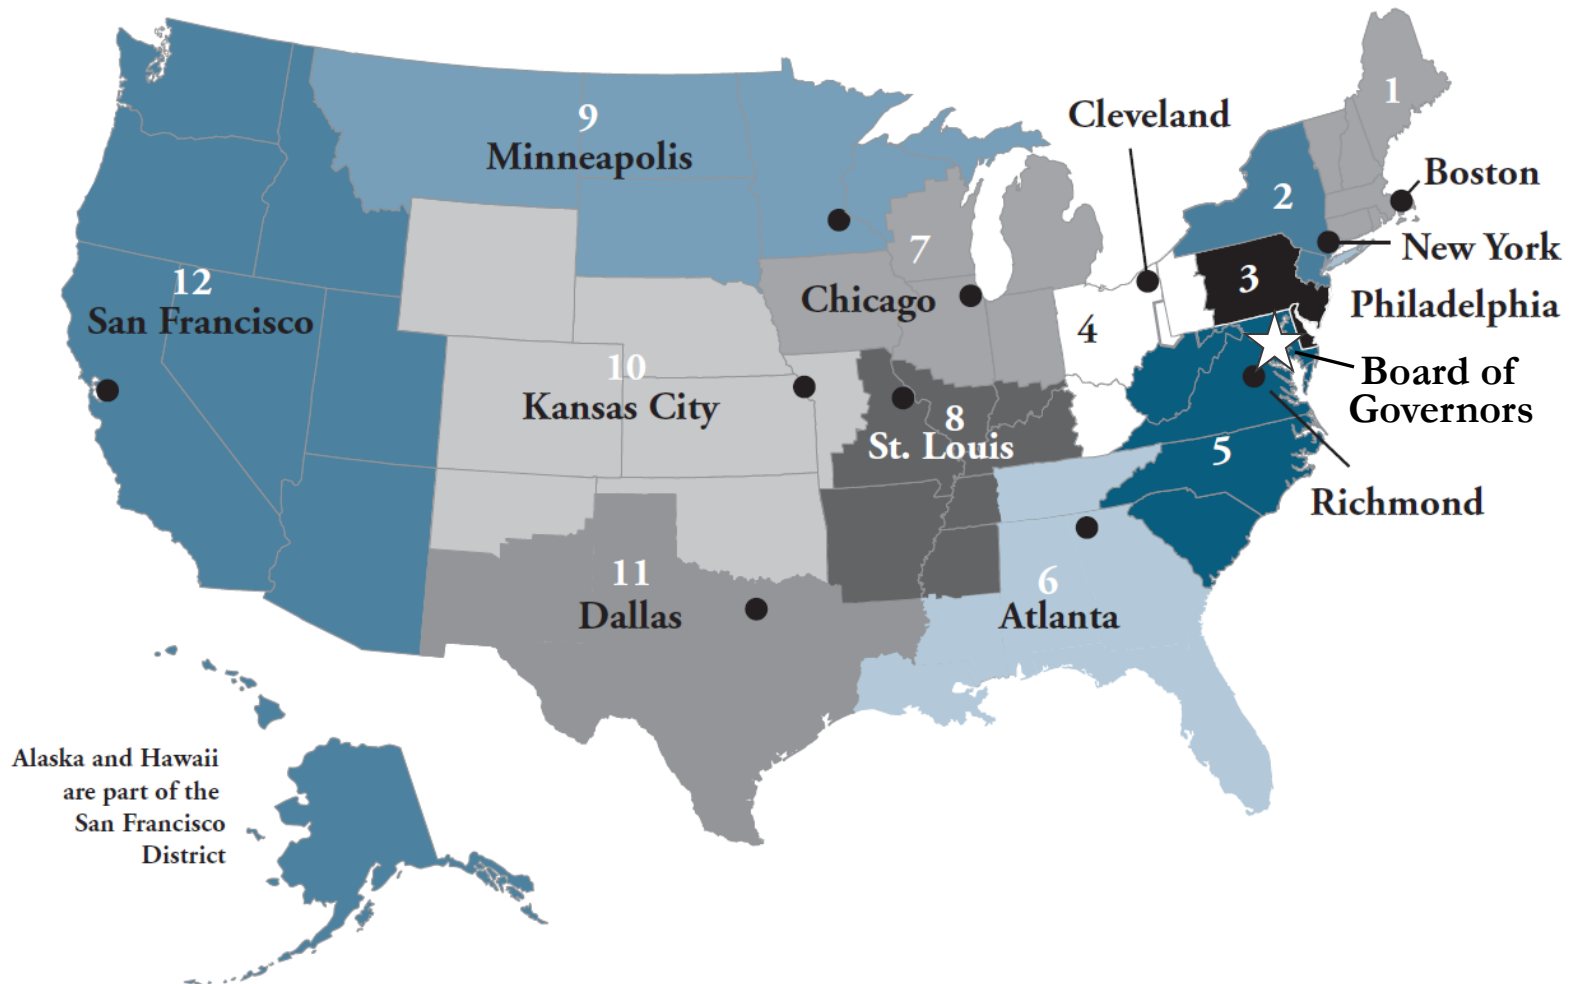 1
Cleveland
9
Minneapolis
Boston
2
New York
7
12
San Francisco
Chicago
3
Philadelphia
4
10
Kansas City
Board of
Governors
8
St. Louis
5
Richmond
11
Dallas
6
Atlanta
Alaska and Hawaii
are part of the
San Francisco
District